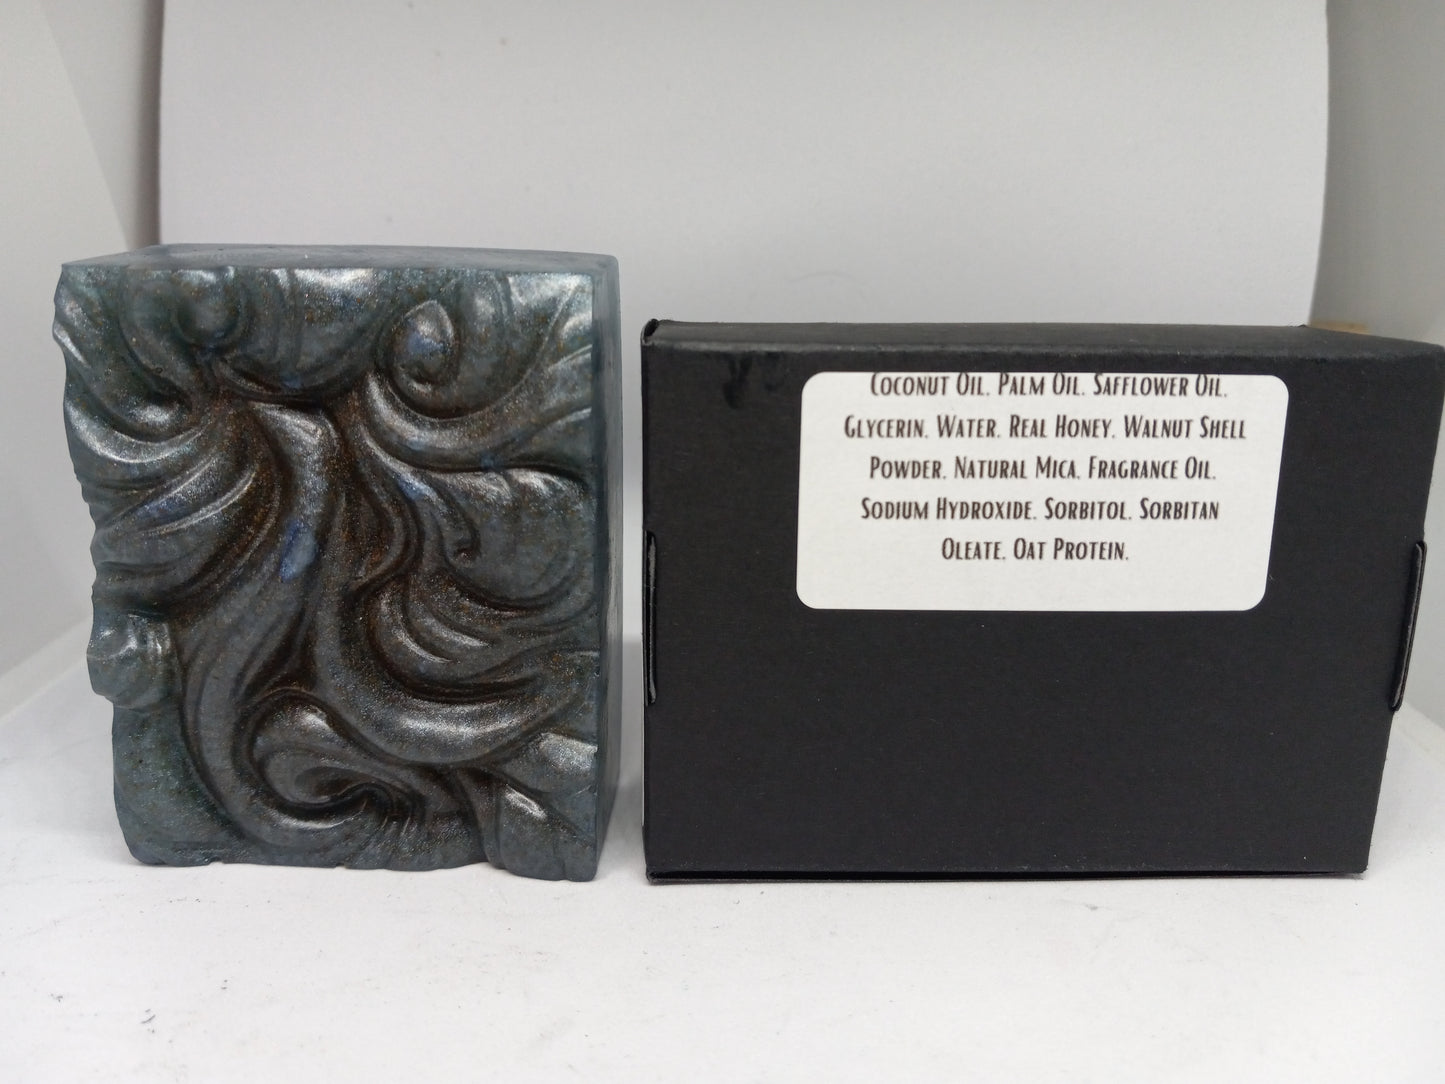 Coconut Oil, Palm Oil, Safflower Oil,
Glycerin, Water, Real Honey, Walnut Shell
Powder, Natural Mica, Fragrance Oil,
Sodium Hydroxide, Sorbitol, Sorbitan
Oleate, Oat Protein.